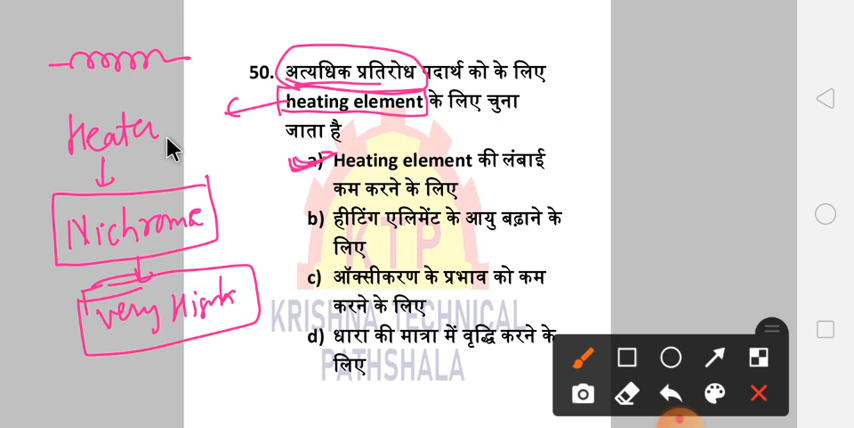 50. अत्यधिक प्रतिरोध पदार्थ को के लिए
heating element के लिए चुना
जाता है
a) Heating element की लंबाई
कम करने के लिए
b) हीटिंग एलिमेंट के आयु बढ़ाने के
लिए
c) ऑक्सीकरण के प्रभाव को कम
करने के लिए
d) धारा की मात्रा में वृद्धि करने के
लिए
Heater
Nichrome
very High
KTP
KRISHNA TECHNICAL
PATHSHALA